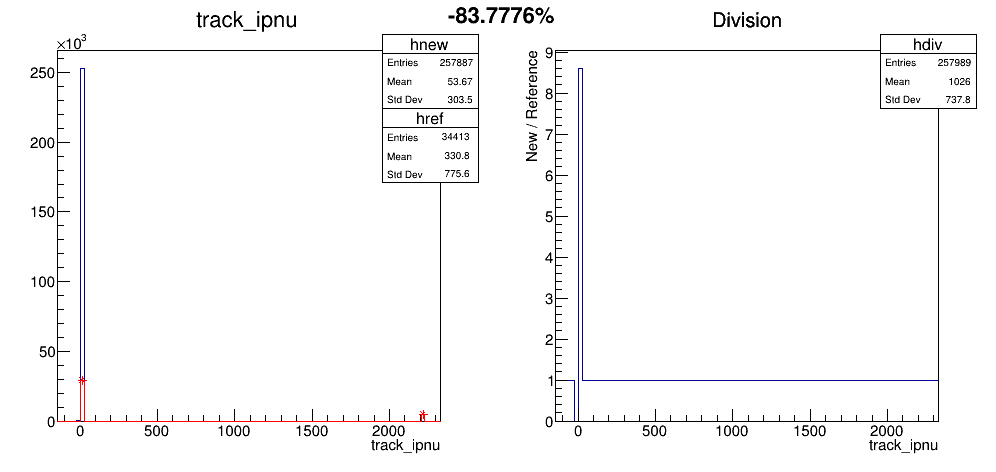 -83.7776%
track_ipnu
×10³
250
200
150
100
50
0
0 500 1000 1500 2000
track_ipnu
hnew
Entries 257887
Mean 53.67
Std Dev 303.5
href
Entries 34413
Mean 330.8
Std Dev 775.6
Division
New / Reference
9
8
7
6
5
4
3
2
1
0
0 500 1000 1500 2000
track_ipnu
hdiv
Entries 257989
Mean 1026
Std Dev 737.8